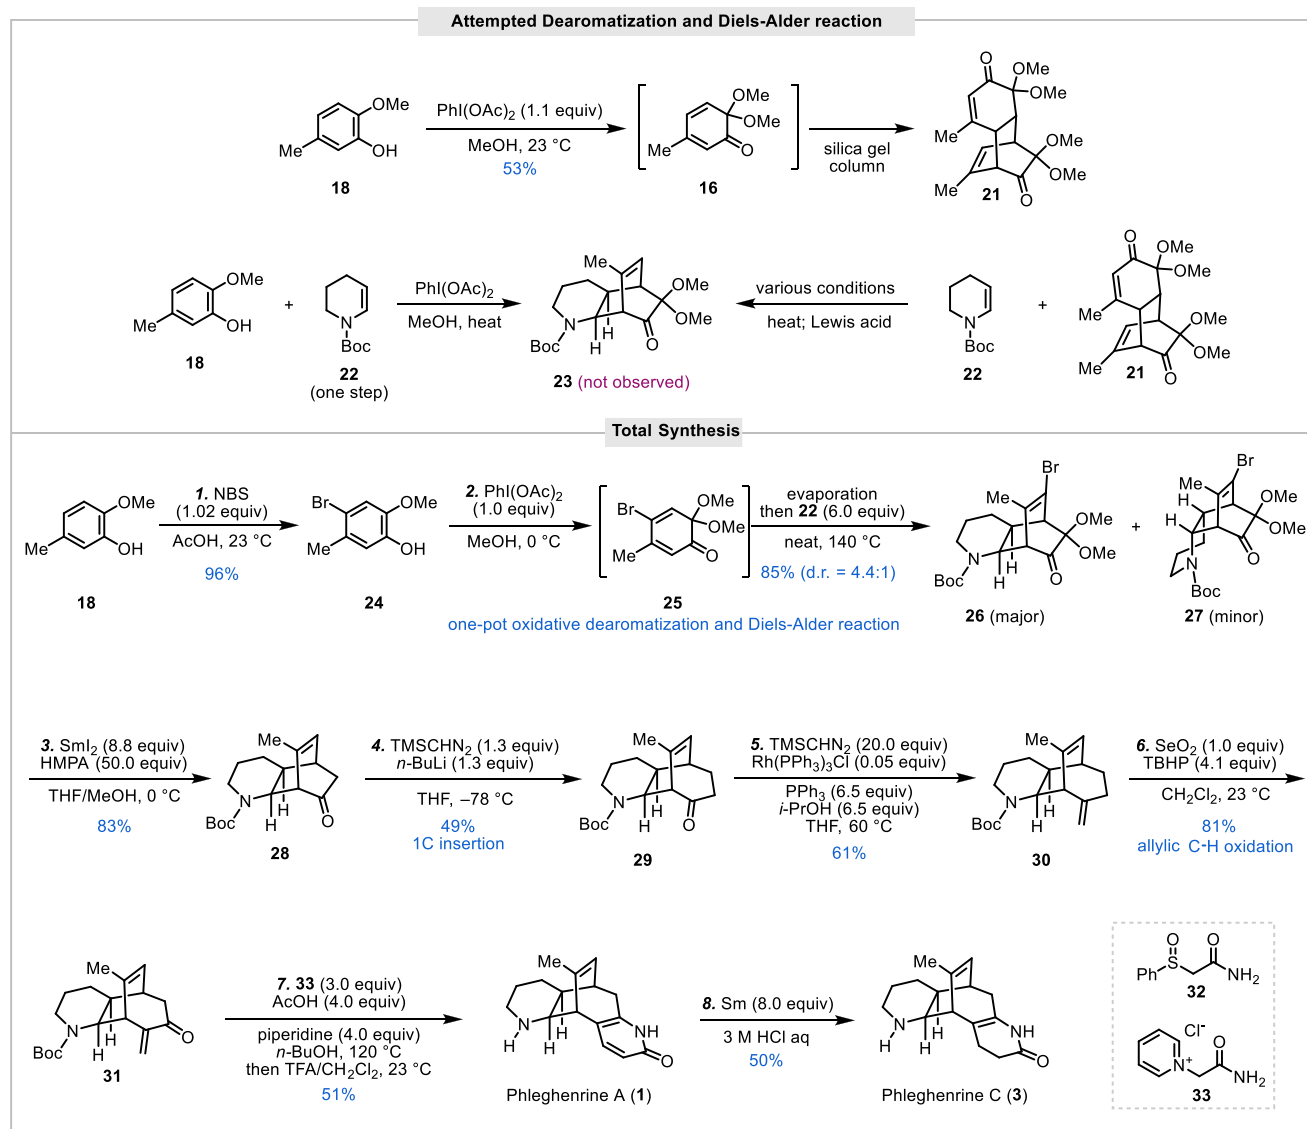 Attempted Dearomatization and Diels-Alder reaction
OMe
OH
Me
18
PhI(OAc)2 (1.1 equiv)
MeOH, 23 °C
53%
OMe
OMe
O
Me
16
silica gel
column
O
OMe
OMe
Me
OMe
OMe
O
Me
21
OMe
OH
Me
18
+
N
Boc
22
(one step)
PhI(OAc)2
MeOH, heat
Me
OMe
OMe
O
N
Boc
H
H
23 (not observed)
various conditions
heat; Lewis acid
N
Boc
22
+
O
OMe
OMe
Me
OMe
OMe
O
Me
21
Total Synthesis
OMe
OH
Me
18
1. NBS
(1.02 equiv)
AcOH, 23 °C
96%
Br
OMe
Me
OH
24
2. PhI(OAc)2
(1.0 equiv)
MeOH, 0 °C
Br
OMe
OMe
Me
O
25
evaporation
then 22 (6.0 equiv)
neat, 140 °C
85% (d.r. = 4.4:1)
one-pot oxidative dearomatization and Diels-Alder reaction
Br
Me
OMe
OMe
O
N
Boc
H
H
26 (major)
+
Br
Me
H
H
OMe
OMe
O
N
Boc
27 (minor)
3. SmI2 (8.8 equiv)
HMPA (50.0 equiv)
THF/MeOH, 0 °C
83%
Me
N
Boc
H
H
O
28
4. TMSCHN2 (1.3 equiv)
n-BuLi (1.3 equiv)
THF, –78 °C
49%
1C insertion
Me
N
Boc
H
H
O
29
5. TMSCHN2 (20.0 equiv)
Rh(PPh3)3Cl (0.05 equiv)
PPh3 (6.5 equiv)
i-PrOH (6.5 equiv)
THF, 60 °C
61%
Me
N
Boc
H
H
30
6. SeO2 (1.0 equiv)
TBHP (4.1 equiv)
CH2Cl2, 23 °C
81%
allylic C-H oxidation
Me
N
Boc
H
H
O
31
7. 33 (3.0 equiv)
AcOH (4.0 equiv)
piperidine (4.0 equiv)
n-BuOH, 120 °C
then TFA/CH2Cl2, 23 °C
51%
Me
N
H
H
H
NH
O
Phleghenrine A (1)
8. Sm (8.0 equiv)
3 M HCl aq
50%
Me
N
H
H
H
NH
O
Phleghenrine C (3)
O
O
Ph
S
NH2
32
Cl-
O
N+
NH2
33